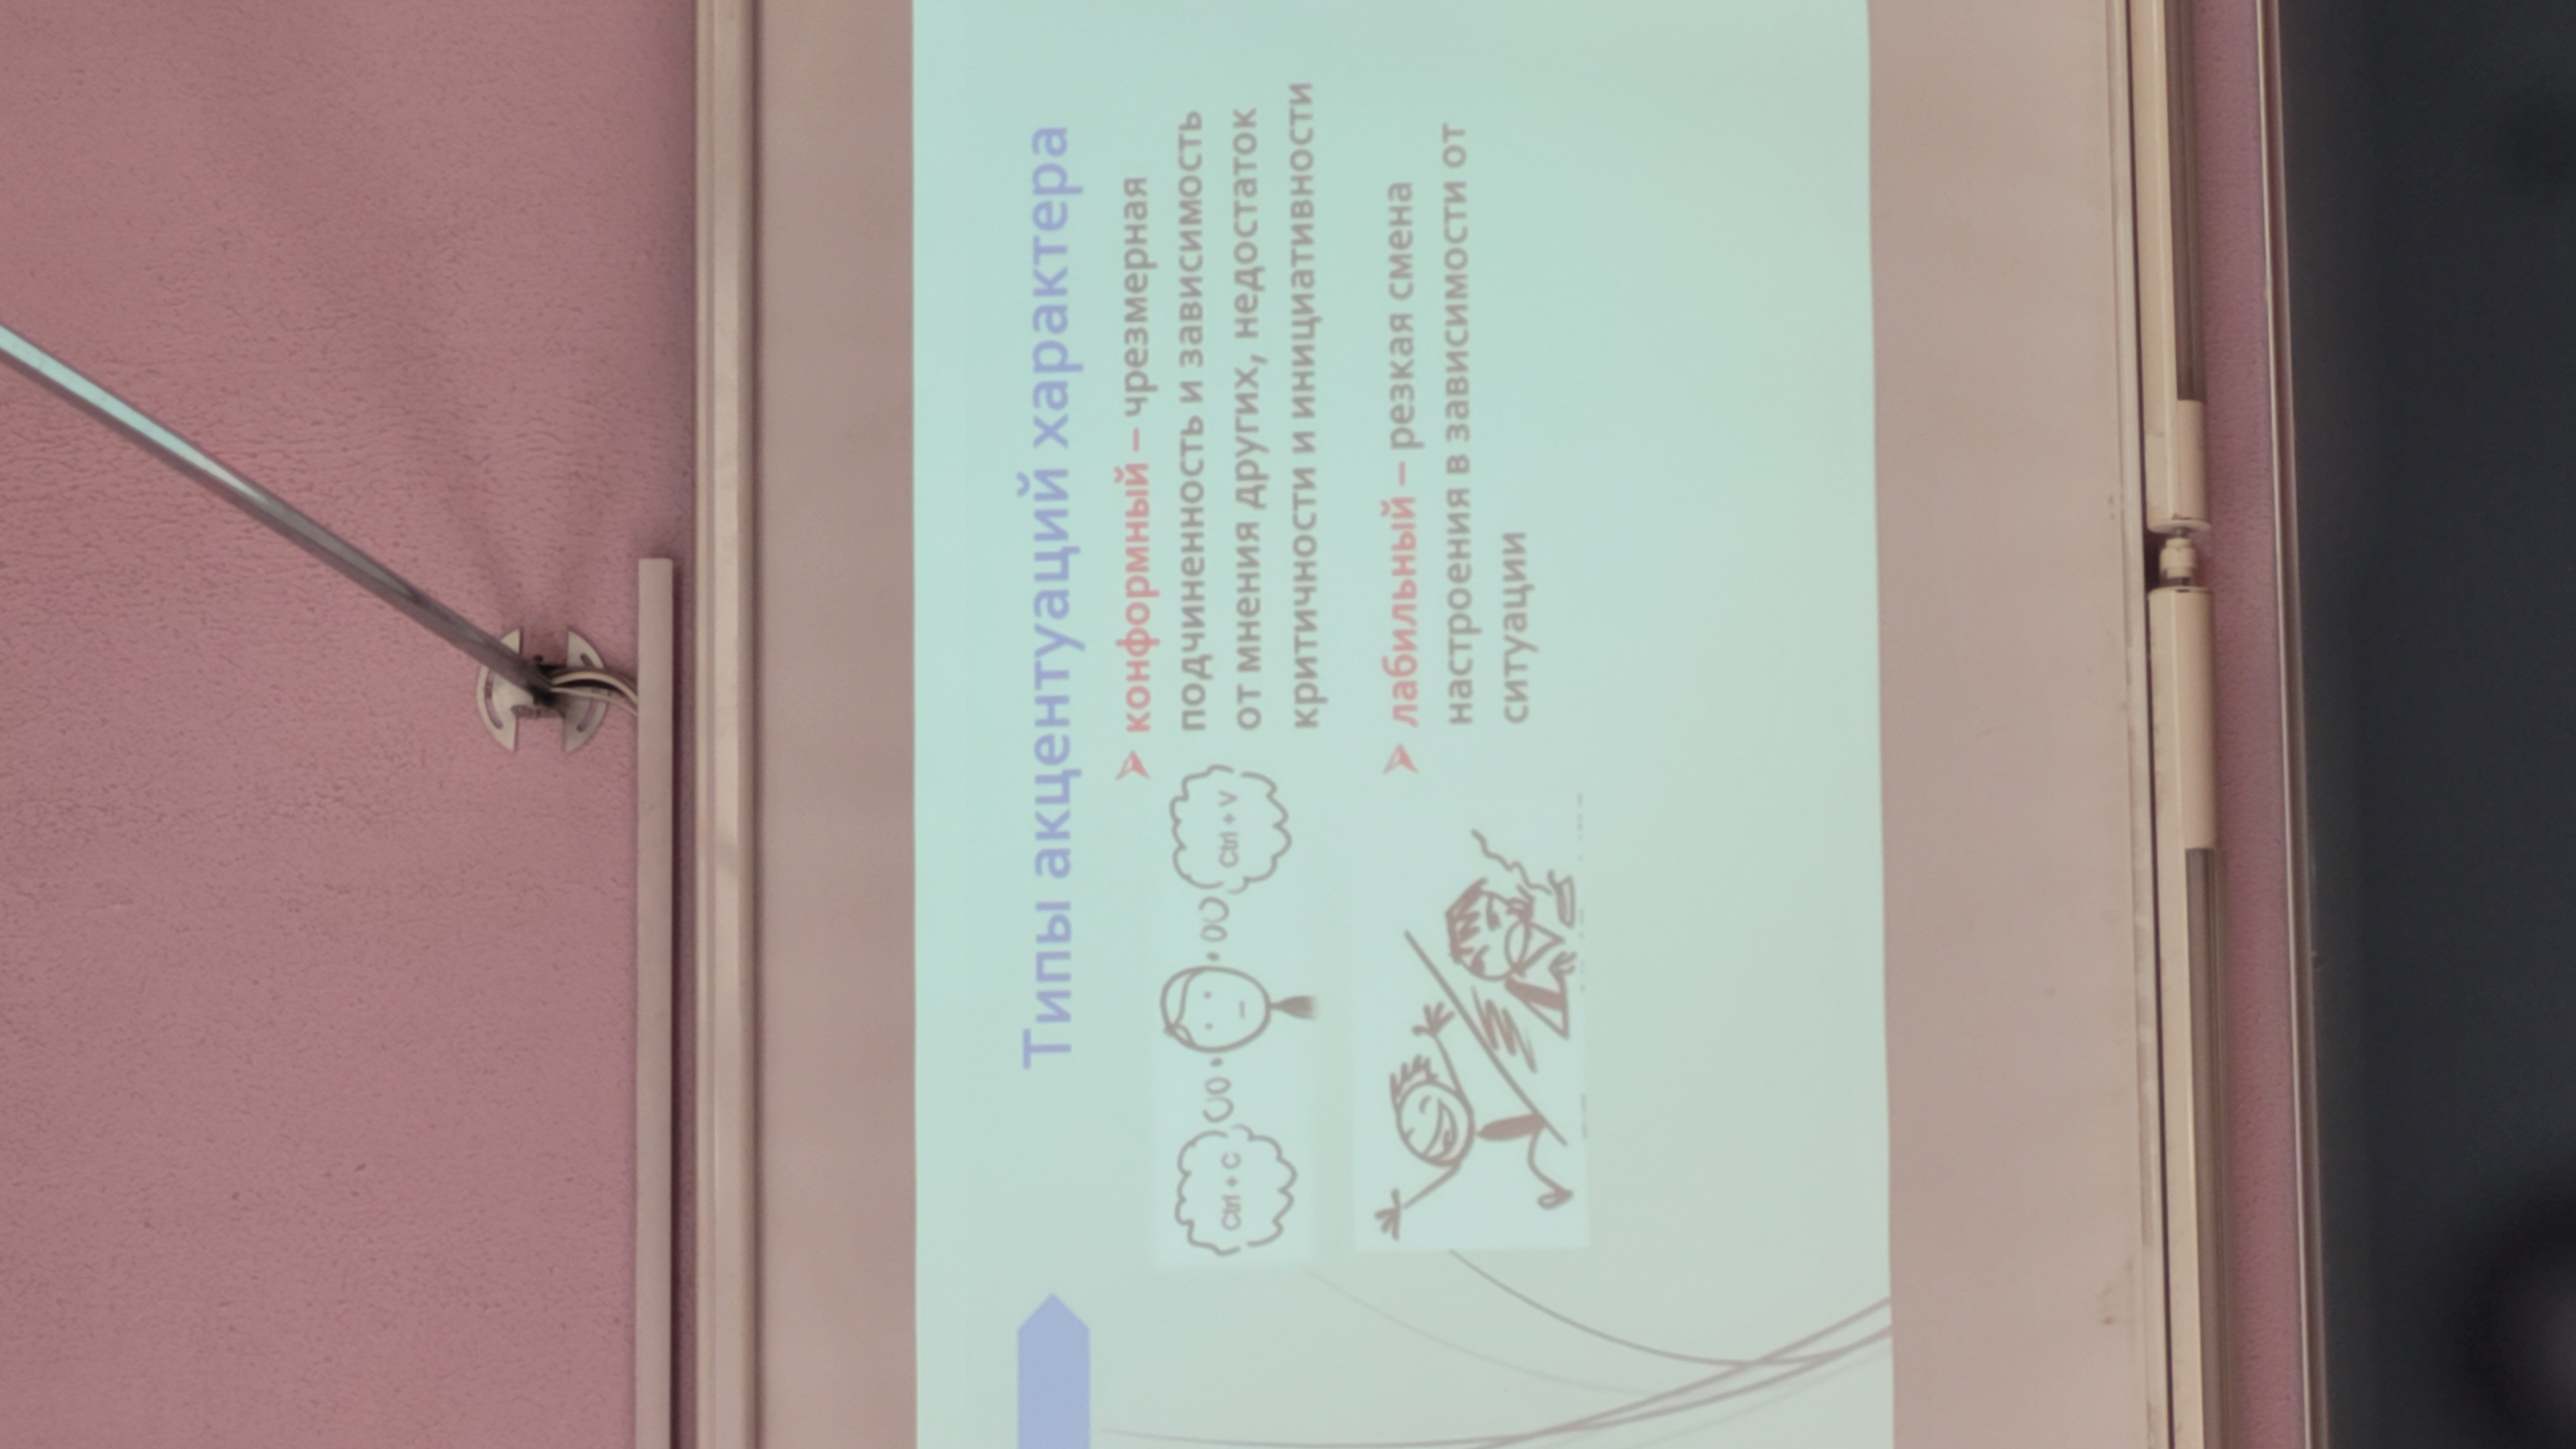 Типы акцентуаций характера
конформный – чрезмерная
подчиненность и зависимость
от мнения других, недостаток
критичности и инициативности
Ctrl + C
Ctrl + V
лабильный – резкая смена
настроения в зависимости от
ситуации